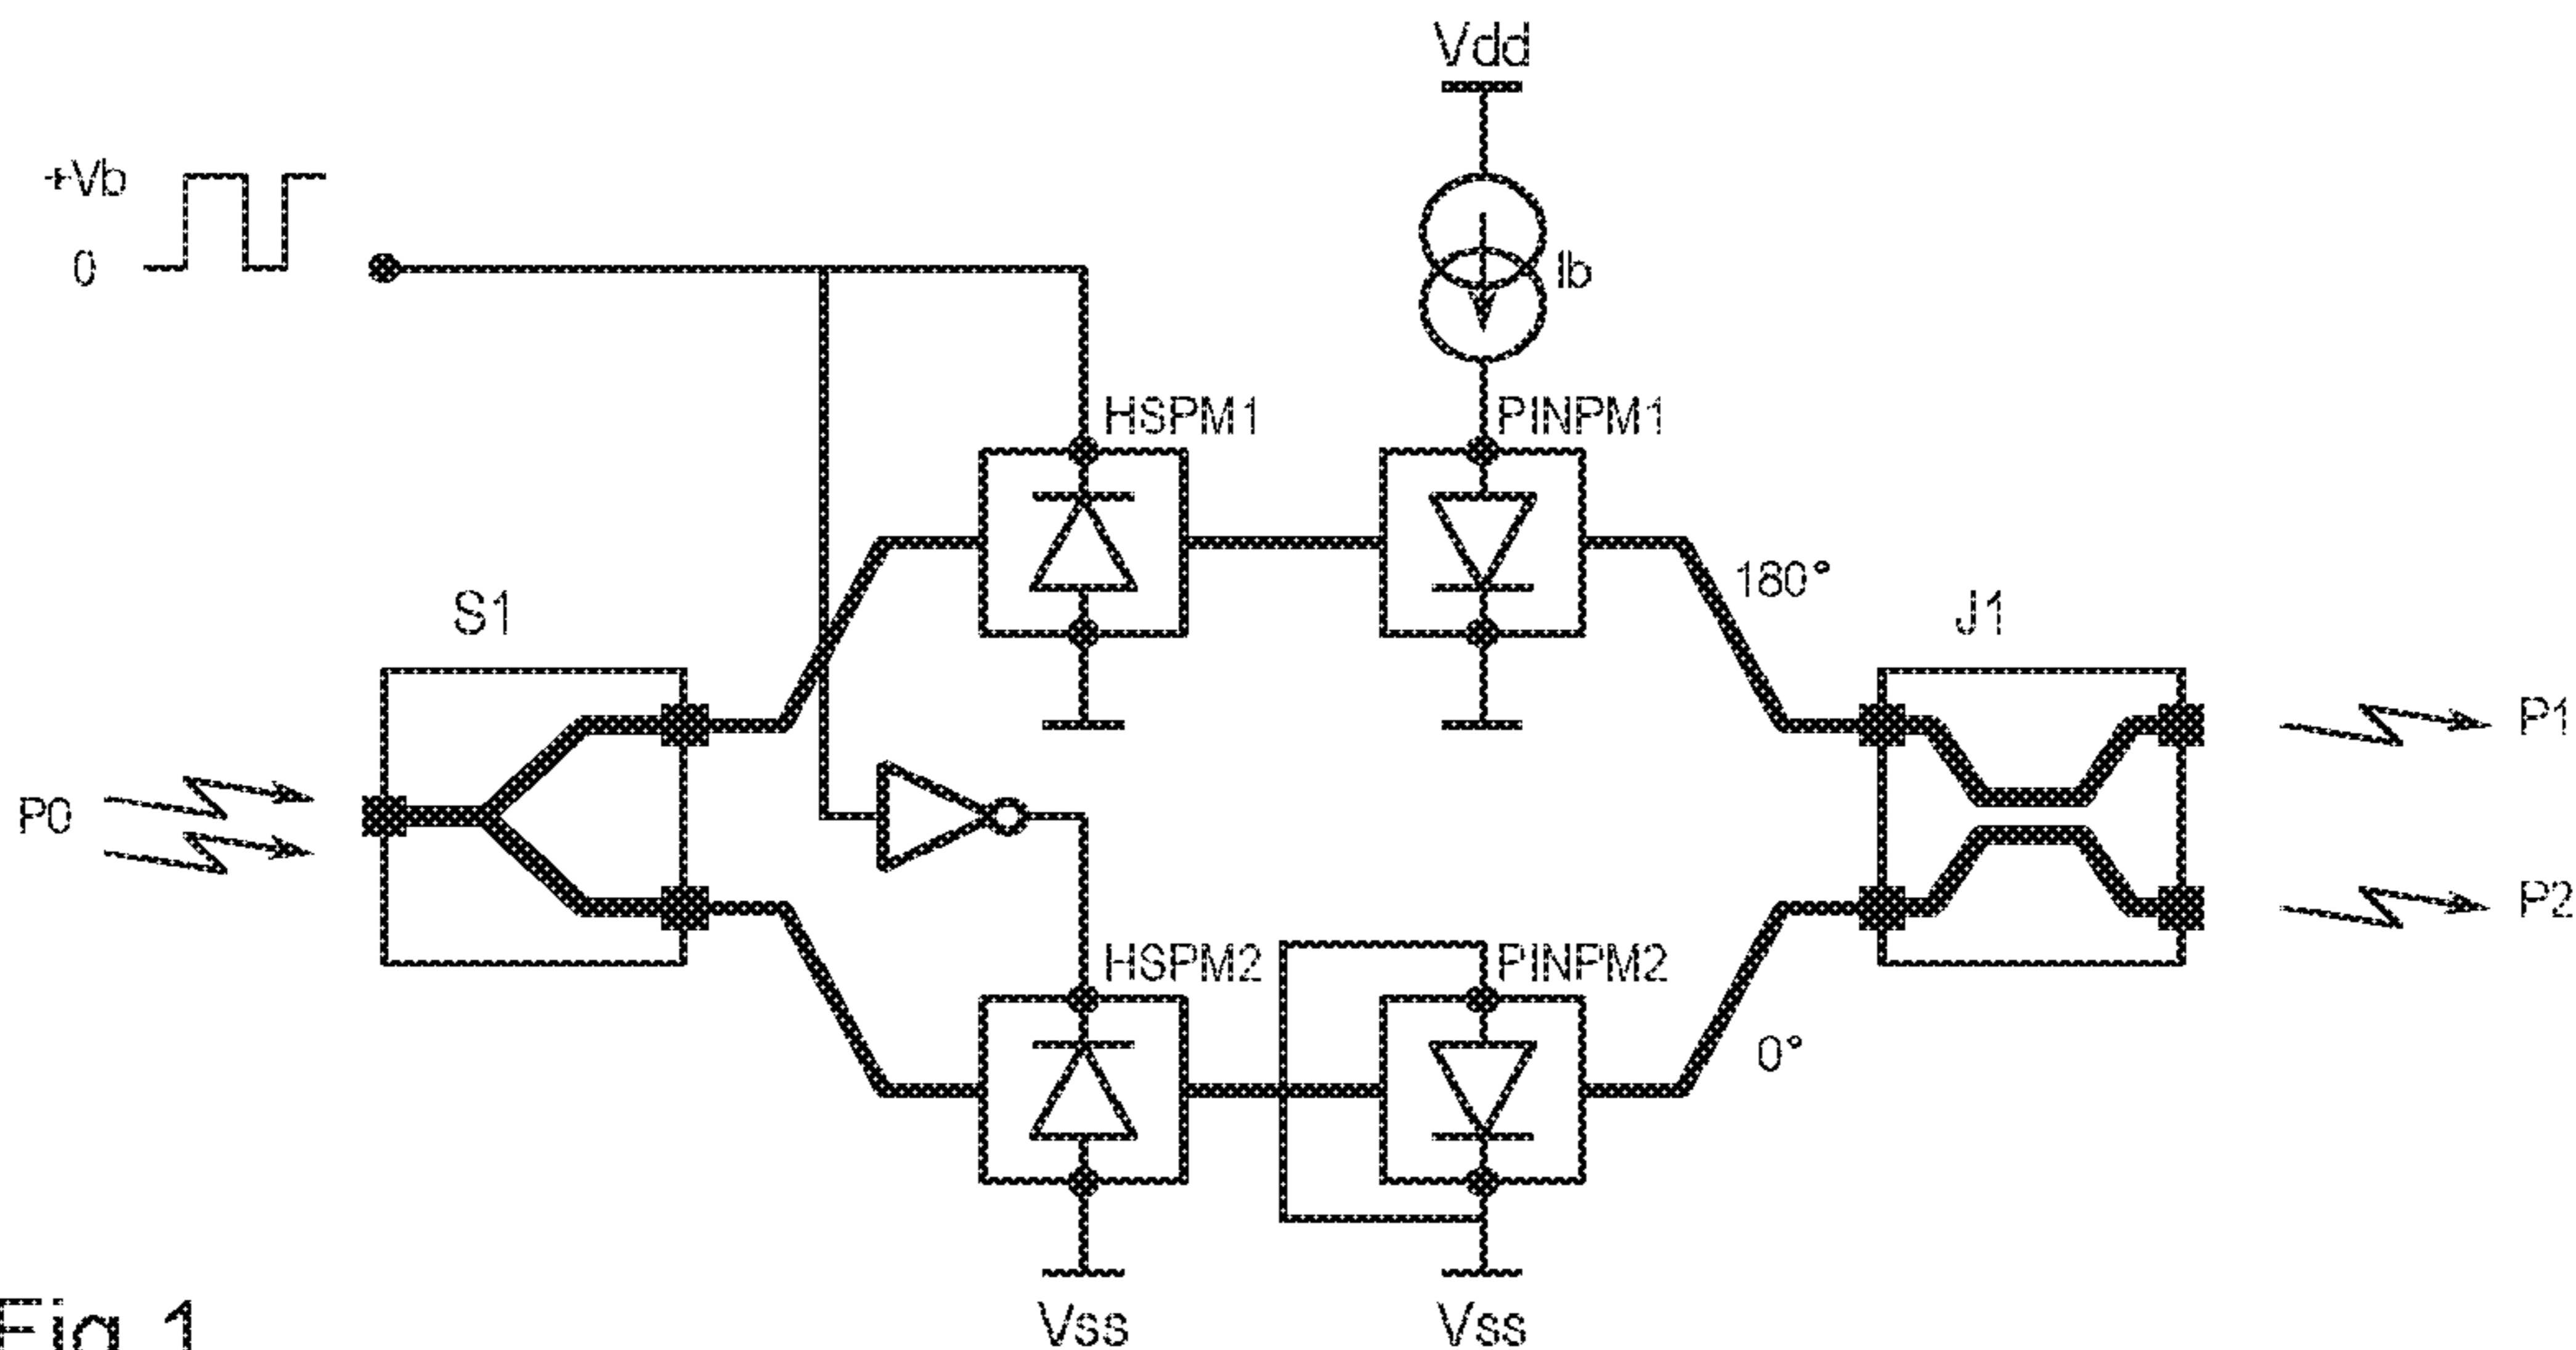 Vdd
+Vb
0
Ib
HSPM1
PINPM1
180°
S1
J1
P1
P0
P2
HSPM2
PINPM2
0°
Vss
Vss
Fig 1